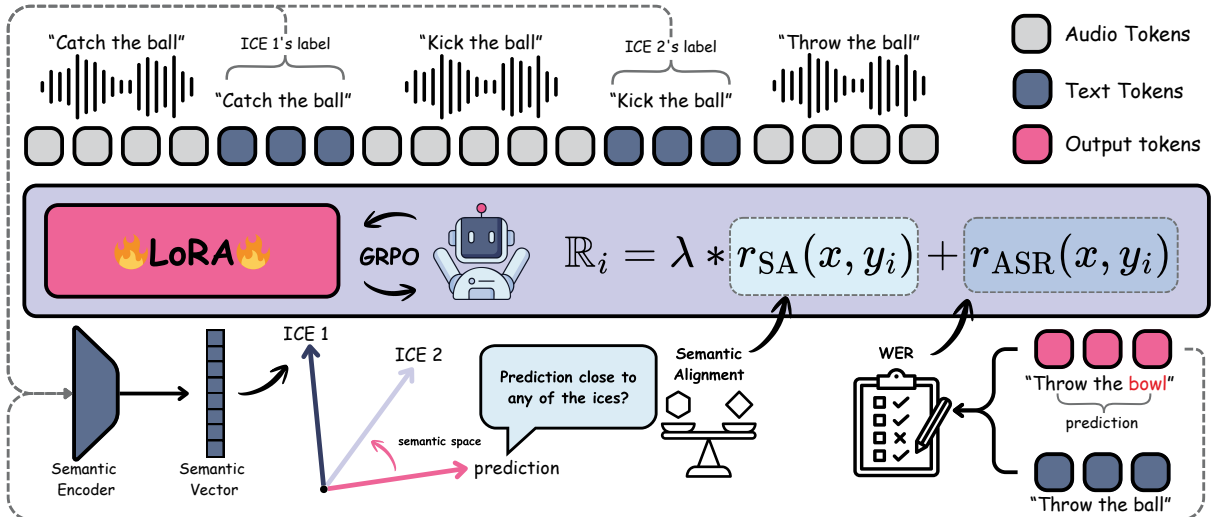 “Catch the ball”
ICE 1's label
“Catch the ball”
“Kick the ball”
ICE 2's label
“Kick the ball”
“Throw the ball”
Audio Tokens
Text Tokens
Output tokens
LoRA
GRPO
ℝᵢ = λ * r_SA(x, yᵢ) + r_ASR(x, yᵢ)
Semantic
Encoder
Semantic
Vector
ICE 1
ICE 2
semantic space
prediction
Prediction close to
any of the ices?
Semantic
Alignment
WER
“Throw the bowl”
prediction
“Throw the ball”